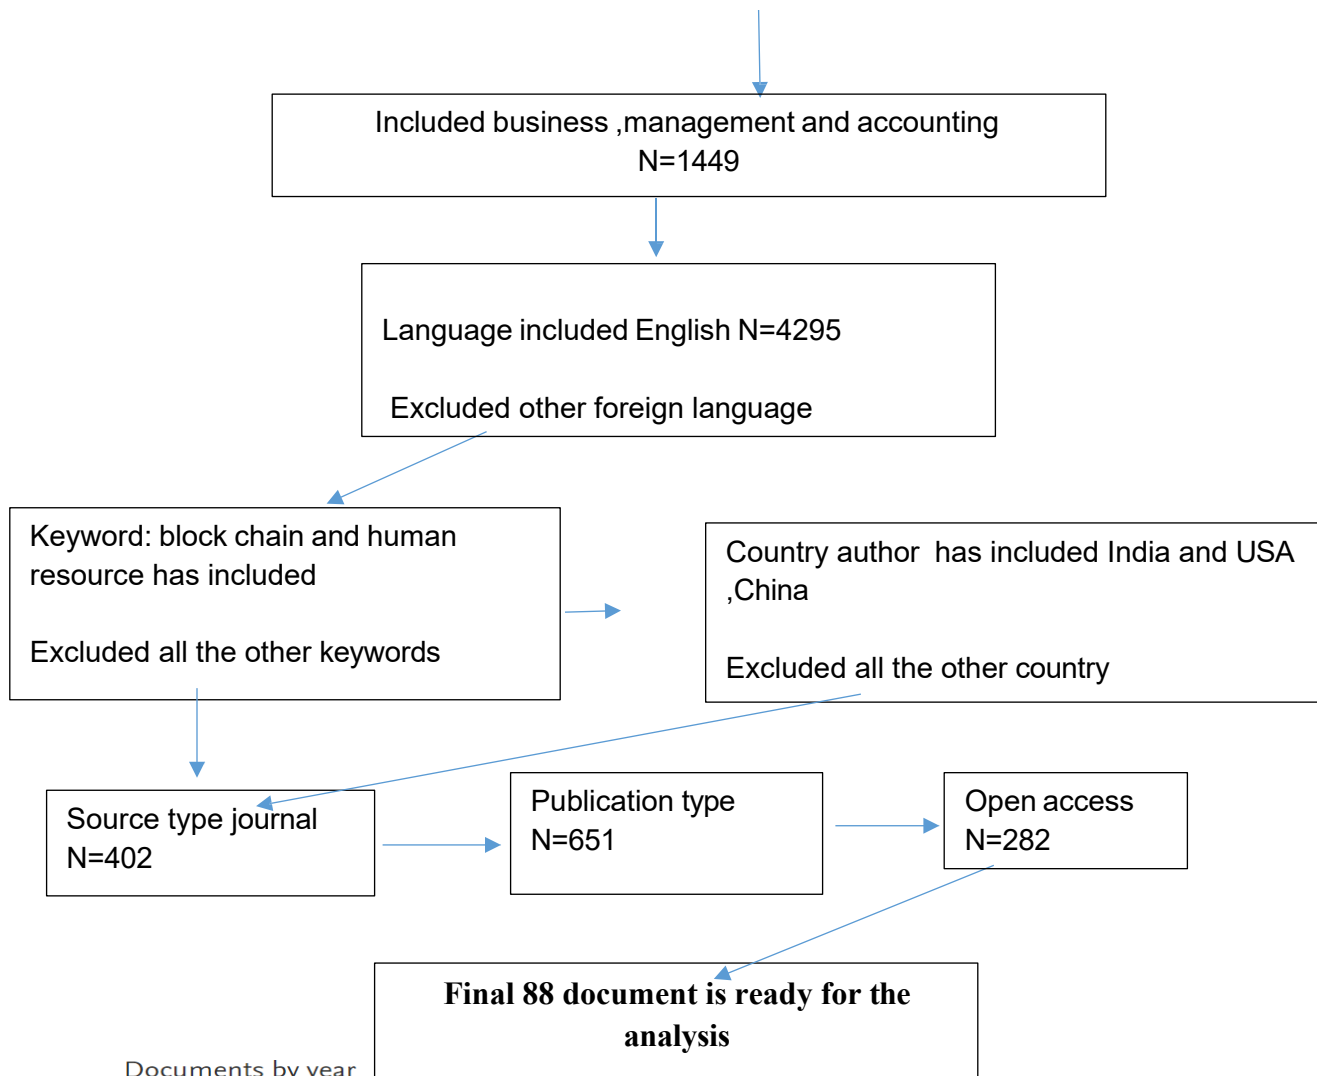 Included business ,management and accounting
N=1449
Language included English N=4295
Excluded other foreign language
Keyword: block chain and human
resource has included
Excluded all the other keywords
Country author has included India and USA
,China
Excluded all the other country
Source type journal
N=402
Publication type
N=651
Open access
N=282
Final 88 document is ready for the
analysis
Documents by year